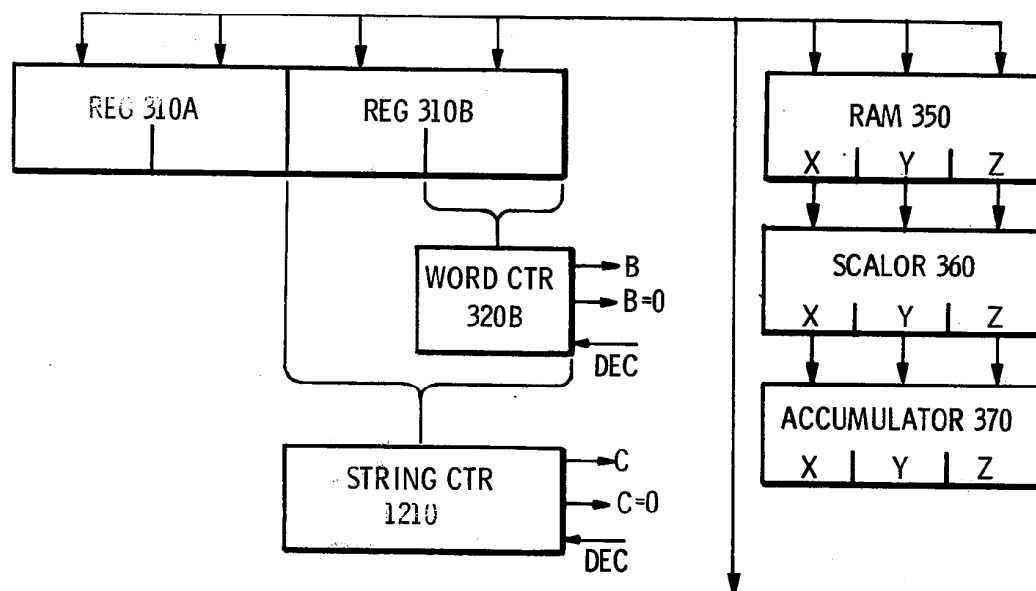 REG 310A
REG 310B
RAM 350
X Y Z
WORD CTR
320B
B
B=0
DEC
SCALOR 360
X Y Z
STRING CTR
1210
C
C=0
DEC
ACCUMULATOR 370
X Y Z